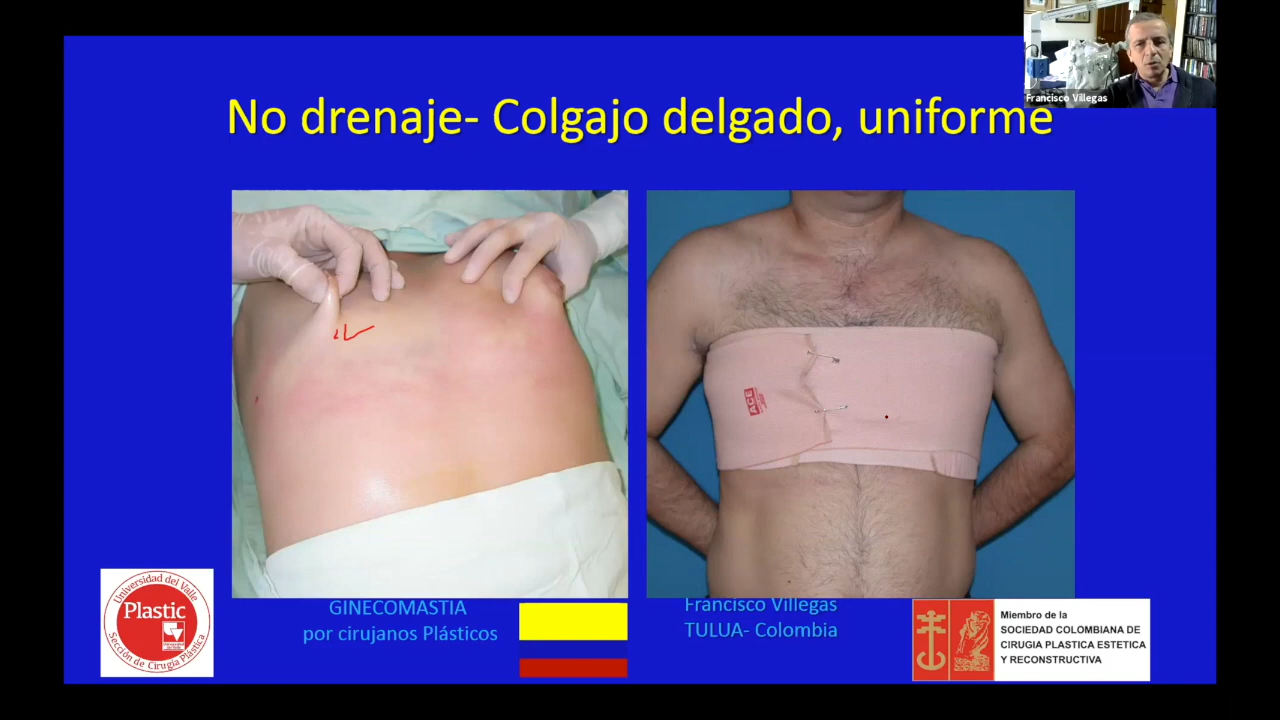 Francisco Villegas
No drenaje- Colgajo delgado, uniforme
ACE
Universidad del Valle
Plastic
Sección de Cirugía Plástica
GINECOMASTIA
por cirujanos Plásticos
Francisco Villegas
TULUA- Colombia
Miembro de la
SOCIEDAD COLOMBIANA DE
CIRUGIA PLASTICA ESTETICA
Y RECONSTRUCTIVA